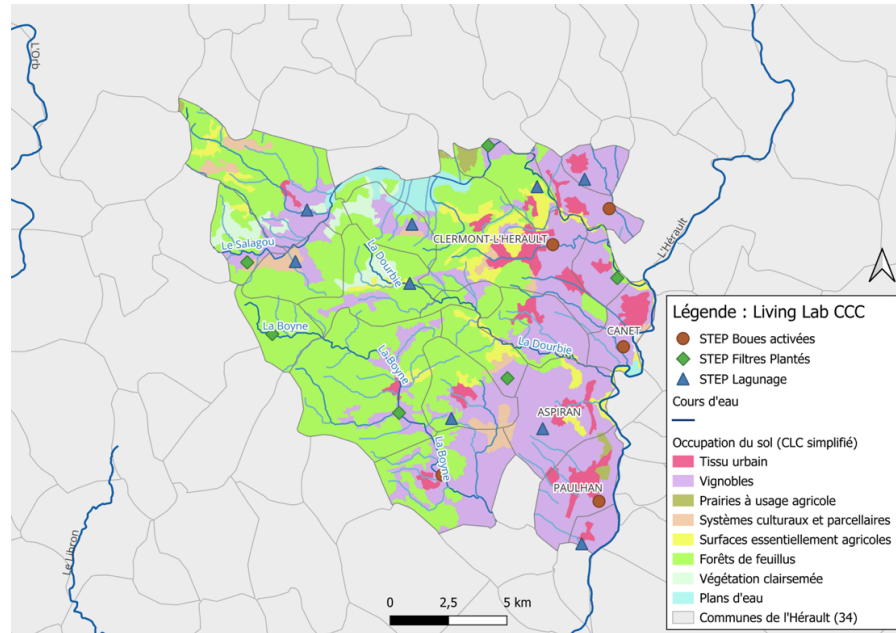 L'Orb
Le Salagou
CLERMONT-L'HERAULT
La Dourbie
L'Hérault
La Boyne
La Boyne
La Dourbie
CANET
ASPIRAN
La Boyne
PAULHAN
Le Libron
Légende : Living Lab CCC
STEP Boues activées
STEP Filtres Plantés
STEP Lagunage
Cours d'eau
Occupation du sol (CLC simplifié)
Tissu urbain
Vignobles
Prairies à usage agricole
Systèmes culturaux et parcellaires
Surfaces essentiellement agricoles
Forêts de feuillus
Végétation clairsemée
Plans d'eau
Communes de l'Hérault (34)
0 2,5 5 km